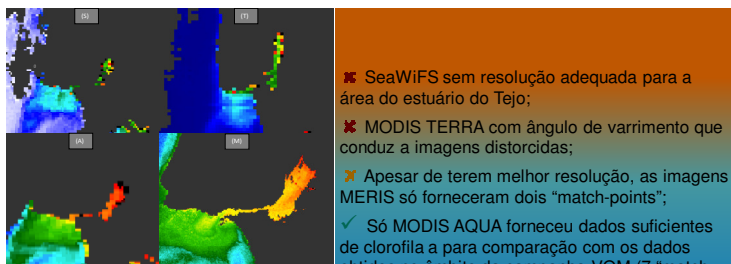 (S)
(T)
(A)
(M)
✖ SeaWiFS sem resolução adequada para a
área do estuário do Tejo;
✖ MODIS TERRA com ângulo de varrimento que
conduz a imagens distorcidas;
✖ Apesar de terem melhor resolução, as imagens
MERIS só forneceram dois “match-points”;
✓ Só MODIS AQUA forneceu dados suficientes
de clorofila a para comparação com os dados